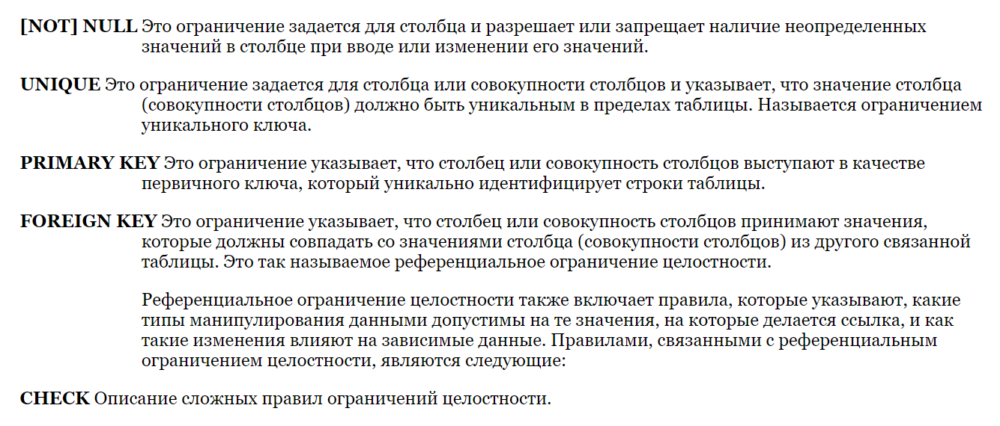 [NOT] NULL Это ограничение задается для столбца и разрешает или запрещает наличие неопределенных
значений в столбце при вводе или изменении его значений.
UNIQUE Это ограничение задается для столбца или совокупности столбцов и указывает, что значение столбца
(совокупности столбцов) должно быть уникальным в пределах таблицы. Называется ограничением
уникального ключа.
PRIMARY KEY Это ограничение указывает, что столбец или совокупность столбцов выступают в качестве
первичного ключа, который уникально идентифицирует строки таблицы.
FOREIGN KEY Это ограничение указывает, что столбец или совокупность столбцов принимают значения,
которые должны совпадать со значениями столбца (совокупности столбцов) из другого связанной
таблицы. Это так называемое референциальное ограничение целостности.
Референциальное ограничение целостности также включает правила, которые указывают, какие
типы манипулирования данными допустимы на те значения, на которые делается ссылка, и как
такие изменения влияют на зависимые данные. Правилами, связанными с референциальным
ограничением целостности, являются следующие:
CHECK Описание сложных правил ограничений целостности.